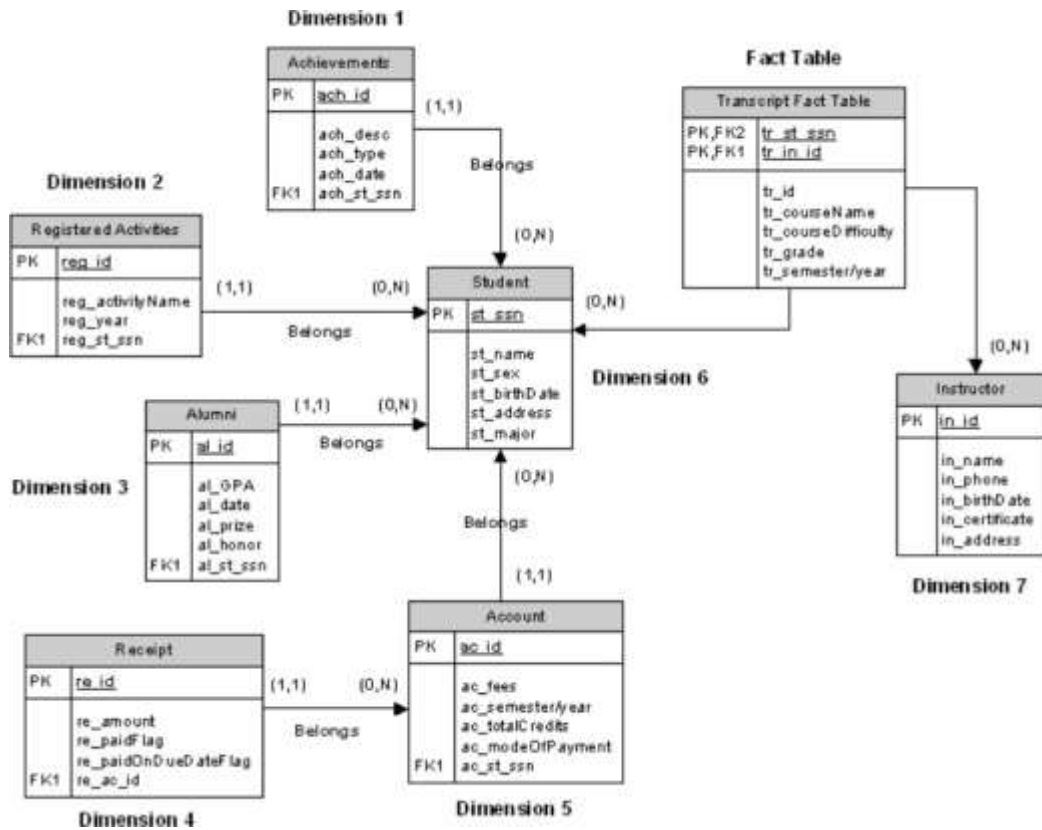 Dimension 1
Achievements
PK ach_id
ach_desc
ach_type
ach_date
FK1 ach_st_ssn
(1,1)
Belongs
(0,N)
Fact Table
Transcript Fact Table
PK,FK2 tr_st_ssn
PK,FK1 tr_in_id
tr_id
tr_courseName
tr_courseDifficulty
tr_grade
tr_semester/year
(0,N)
(0,N)
Dimension 2
Registered Activities
PK reg_id
reg_activityName
reg_year
FK1 reg_st_ssn
(1,1)
(0,N)
Belongs
Student
PK st_ssn
st_name
st_sex
st_birthDate
st_address
st_major
Dimension 6
Instructor
PK in_id
in_name
in_phone
in_birthDate
in_certificate
in_address
Dimension 7
Alumni
PK al_id
al_GPA
al_date
al_prize
al_honor
FK1 al_st_ssn
(1,1)
(0,N)
Belongs
Dimension 3
(0,N)
Belongs
(1,1)
Account
PK ac_id
ac_fees
ac_semester/year
ac_totalCredits
ac_modeOfPayment
FK1 ac_st_ssn
Dimension 5
Receipt
PK re_id
re_amount
re_paidFlag
re_paidOnDueDateFlag
FK1 re_ac_id
(1,1)
(0,N)
Belongs
Dimension 4